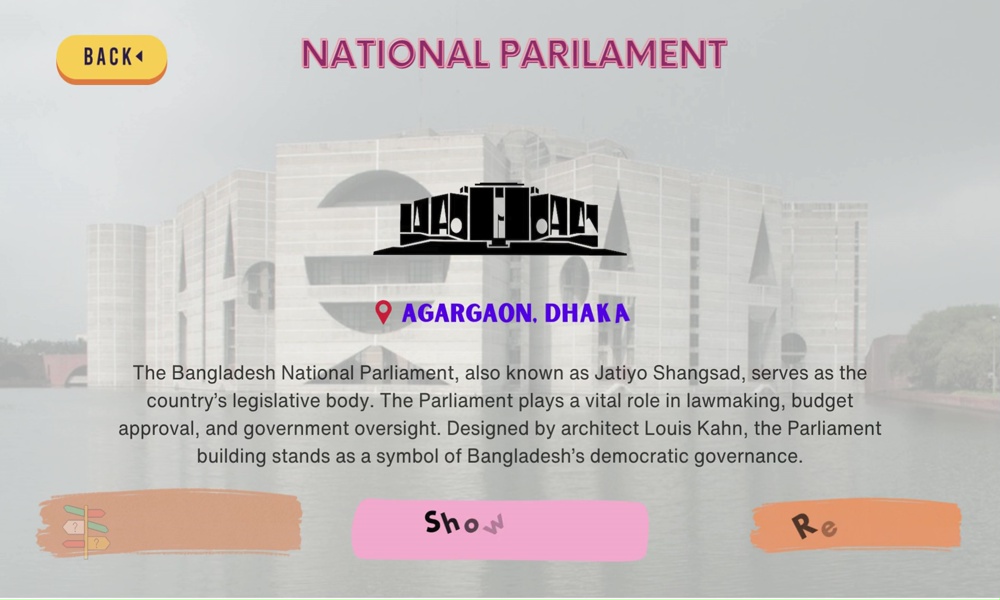 BACK
NATIONAL PARILAMENT
AGARGAON, DHAKA
The Bangladesh National Parliament, also known as Jatiyo Shangsad, serves as the
country's legislative body. The Parliament plays a vital role in lawmaking, budget
approval, and government oversight. Designed by architect Louis Kahn, the Parliament
building stands as a symbol of Bangladesh's democratic governance.
Show
Re